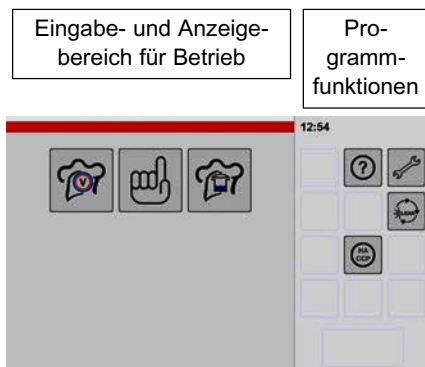 Eingabe- und Anzeige-
bereich für Betrieb
Pro-
gramm-
funktionen
12:54
V
?
HA
CCP